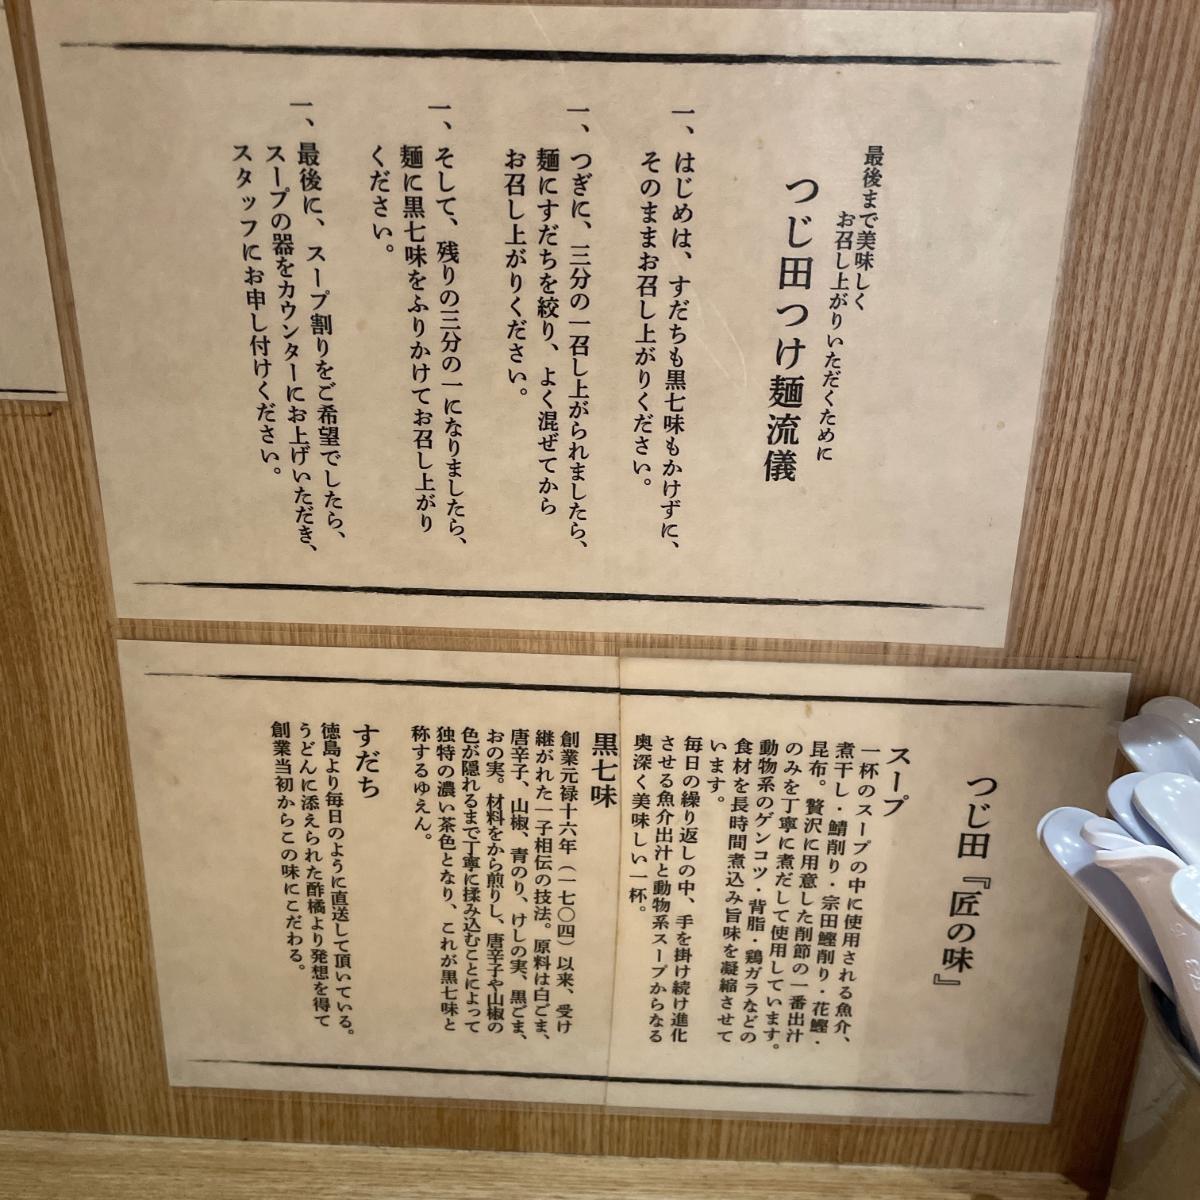 最後まで美味しく
お召し上がりいただくために
つじ田つけ麺流儀
一、はじめは、すだちも黒七味もかけずに、
そのままお召し上がりください。
一、つぎに、三分の一召し上がられましたら、
麺にすだちを絞り、よく混ぜてから
お召し上がりください。
一、そして、残りの三分の一になりましたら、
麺に黒七味をふりかけてお召し上がり
ください。
一、最後に、スープ割りをご希望でしたら、
スープの器をカウンターにお上げいただき、
スタッフにお申し付けください。
つじ田『匠の味』
スープ
一杯のスープの中に使用される魚介、
煮干し・鯖削り・宗田鰹削り・花鰹・
昆布。贅沢に用意した削節の一番出汁
のみを丁寧に煮だして使用しています。
動物系のゲンコツ・背脂・鶏ガラなどの
食材を長時間煮込み旨味を凝縮させて
います。
毎日の繰り返しの中、手を掛け続け進化
させる魚介出汁と動物系スープからなる
奥深く美味しい一杯。
黒七味
創業元禄十六年（一七〇四）以来、受け
継がれた一子相伝の技法。原料は白ごま、
唐辛子、山椒、青のり、けしの実、黒ごま、
おの実。材料をから煎りし、唐辛子や山椒の
色が隠れるまで丁寧に揉み込むことによって
独特の濃い茶色となり、これが黒七味と
称するゆえん。
すだち
徳島より毎日のように直送して頂いている。
うどんに添えられた酢橘より発想を得て
創業当初からこの味にこだわる。